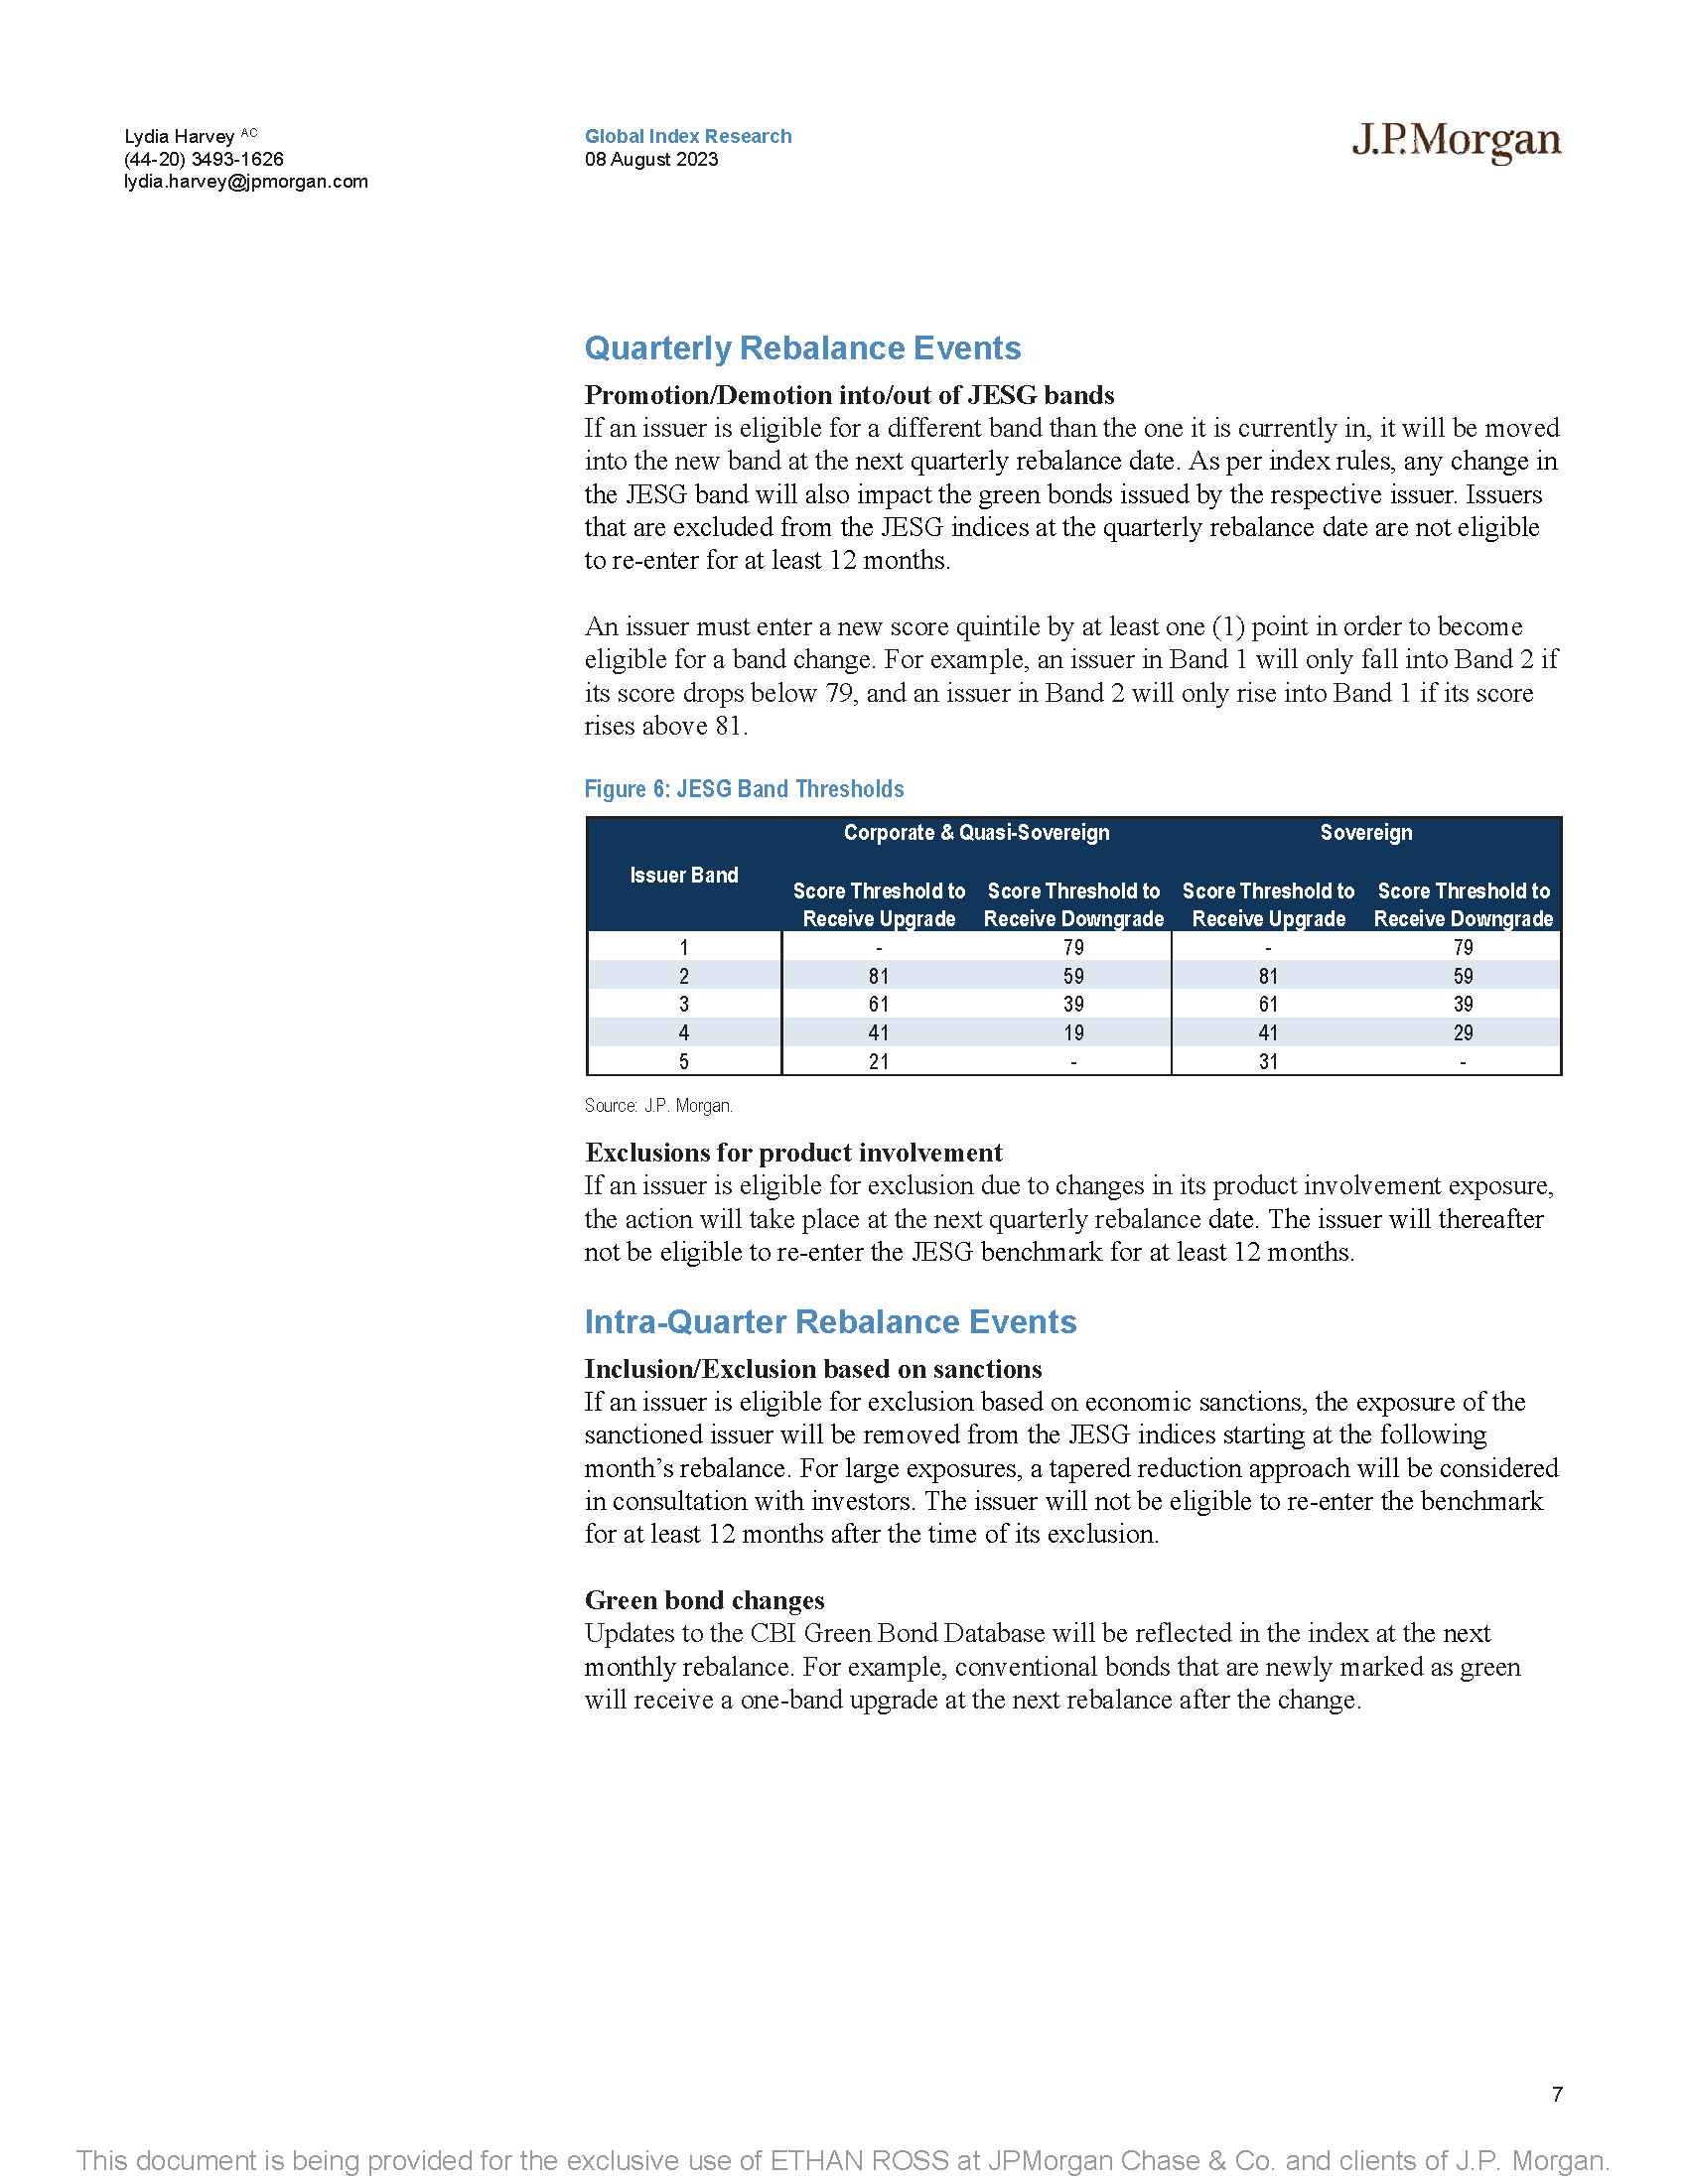 Lydia Harvey AC
(44-20) 3493-1626
lydia.harvey@jpmorgan.com
Global Index Research
08 August 2023
J.P.Morgan
Quarterly Rebalance Events
Promotion/Demotion into/out of JESG bands
If an issuer is eligible for a different band than the one it is currently in, it will be moved
into the new band at the next quarterly rebalance date. As per index rules, any change in
the JESG band will also impact the green bonds issued by the respective issuer. Issuers
that are excluded from the JESG indices at the quarterly rebalance date are not eligible
to re-enter for at least 12 months.
An issuer must enter a new score quintile by at least one (1) point in order to become
eligible for a band change. For example, an issuer in Band 1 will only fall into Band 2 if
its score drops below 79, and an issuer in Band 2 will only rise into Band 1 if its score
rises above 81.
Figure 6: JESG Band Thresholds
Corporate & Quasi-Sovereign Sovereign
Issuer Band
Score Threshold to Score Threshold to Score Threshold to Score Threshold to
Receive Upgrade Receive Downgrade Receive Upgrade Receive Downgrade
1 - 79 - 79
2 81 59 81 59
3 61 39 61 39
4 41 19 41 29
5 21 - 31 -
Source: J.P. Morgan.
Exclusions for product involvement
If an issuer is eligible for exclusion due to changes in its product involvement exposure,
the action will take place at the next quarterly rebalance date. The issuer will thereafter
not be eligible to re-enter the JESG benchmark for at least 12 months.
Intra-Quarter Rebalance Events
Inclusion/Exclusion based on sanctions
If an issuer is eligible for exclusion based on economic sanctions, the exposure of the
sanctioned issuer will be removed from the JESG indices starting at the following
month’s rebalance. For large exposures, a tapered reduction approach will be considered
in consultation with investors. The issuer will not be eligible to re-enter the benchmark
for at least 12 months after the time of its exclusion.
Green bond changes
Updates to the CBI Green Bond Database will be reflected in the index at the next
monthly rebalance. For example, conventional bonds that are newly marked as green
will receive a one-band upgrade at the next rebalance after the change.
7
This document is being provided for the exclusive use of ETHAN ROSS at JPMorgan Chase & Co. and clients of J.P. Morgan.